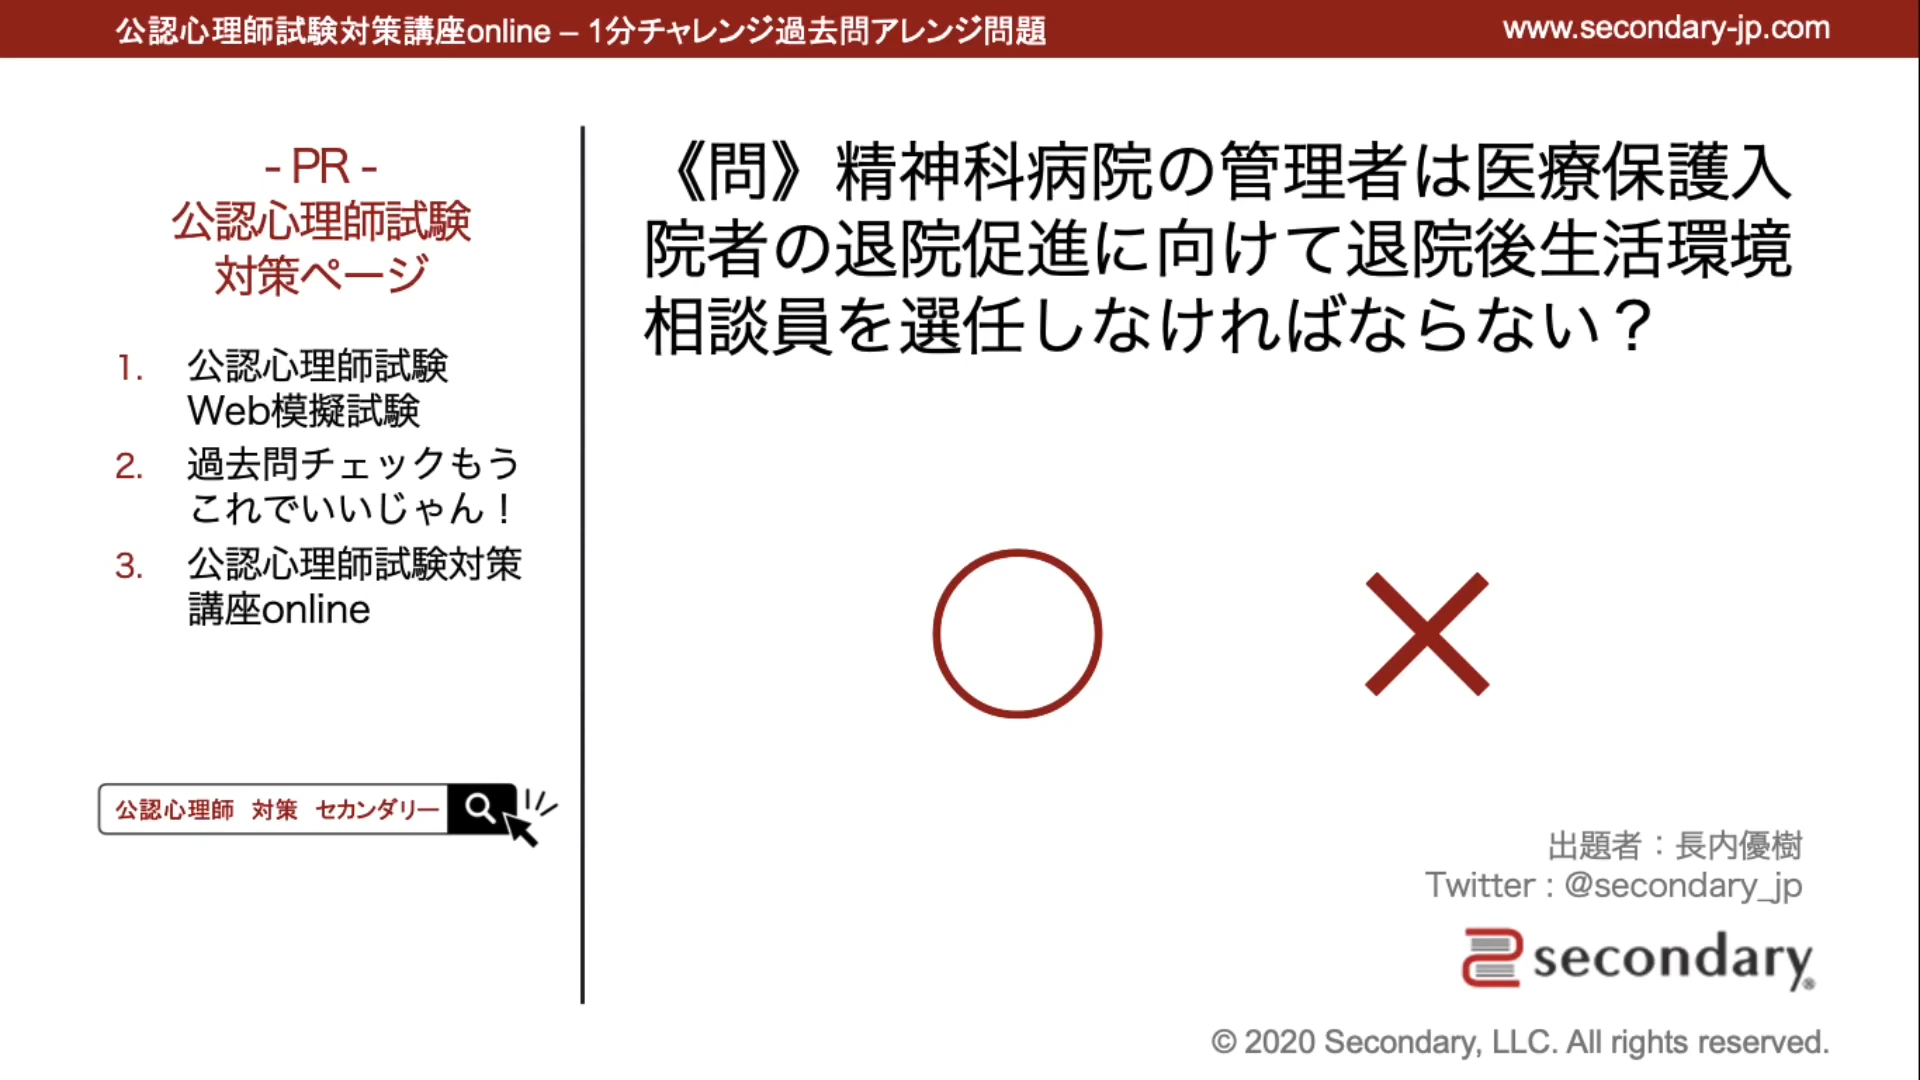 公認心理師試験対策講座online – 1分チャレンジ過去問アレンジ問題
www.secondary-jp.com
- PR -
公認心理師試験
対策ページ
1. 公認心理師試験
Web模擬試験
2. 過去問チェックもう
これでいいじゃん！
3. 公認心理師試験対策
講座online
公認心理師 対策 セカンダリー
《問》精神科病院の管理者は医療保護入
院者の退院促進に向けて退院後生活環境
相談員を選任しなければならない？
出題者：長内優樹
Twitter : @secondary_jp
secondary®
© 2020 Secondary, LLC. All rights reserved.